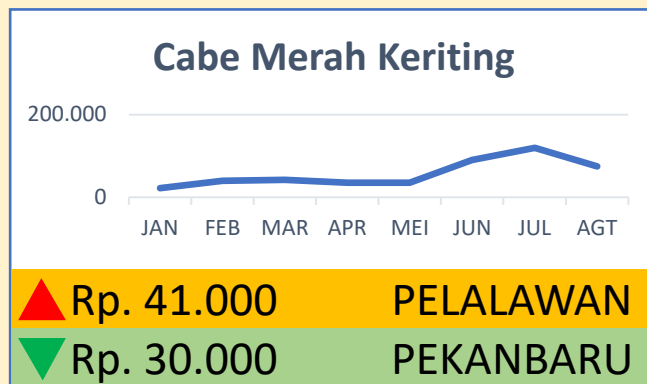 Cabe Merah Keriting
200.000
0
JAN FEB MAR APR MEI JUN JUL AGT
Rp. 41.000 PELALAWAN
Rp. 30.000 PEKANBARU